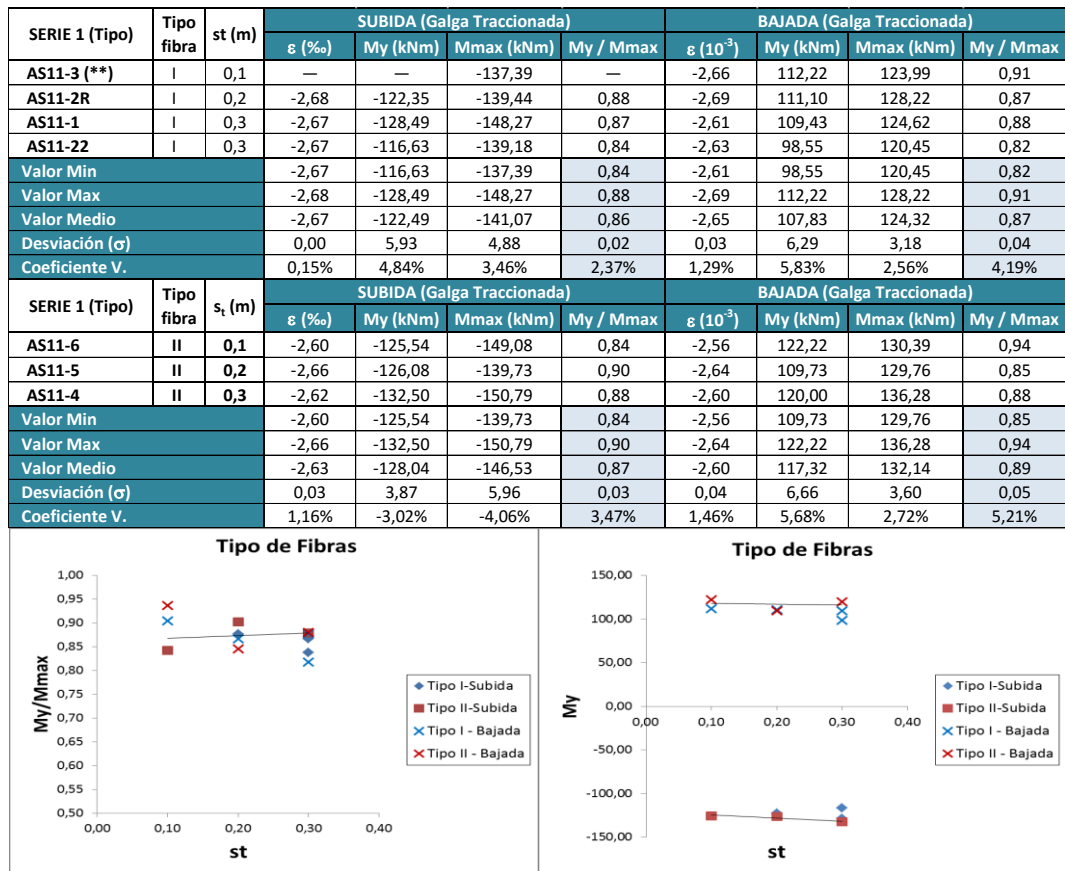 SERIE 1 (Tipo) Tipo fibra st (m) SUBIDA (Galga Traccionada) BAJADA (Galga Traccionada)
ε (‰) My (kNm) Mmax (kNm) My / Mmax ε (10⁻³) My (kNm) Mmax (kNm) My / Mmax
AS11-3 (**) I 0,1 — — -137,39 — -2,66 112,22 123,99 0,91
AS11-2R I 0,2 -2,68 -122,35 -139,44 0,88 -2,69 111,10 128,22 0,87
AS11-1 I 0,3 -2,67 -128,49 -148,27 0,87 -2,61 109,43 124,62 0,88
AS11-22 I 0,3 -2,67 -116,63 -139,18 0,84 -2,63 98,55 120,45 0,82
Valor Min -2,67 -116,63 -137,39 0,84 -2,61 98,55 120,45 0,82
Valor Max -2,68 -128,49 -148,27 0,88 -2,69 112,22 128,22 0,91
Valor Medio -2,67 -122,49 -141,07 0,86 -2,65 107,83 124,32 0,87
Desviación (σ) 0,00 5,93 4,88 0,02 0,03 6,29 3,18 0,04
Coeficiente V. 0,15% 4,84% 3,46% 2,37% 1,29% 5,83% 2,56% 4,19%
SERIE 1 (Tipo) Tipo fibra sₜ (m) SUBIDA (Galga Traccionada) BAJADA (Galga Traccionada)
ε (‰) My (kNm) Mmax (kNm) My / Mmax ε (10⁻³) My (kNm) Mmax (kNm) My / Mmax
AS11-6 II 0,1 -2,60 -125,54 -149,08 0,84 -2,56 122,22 130,39 0,94
AS11-5 II 0,2 -2,66 -126,08 -139,73 0,90 -2,64 109,73 129,76 0,85
AS11-4 II 0,3 -2,62 -132,50 -150,79 0,88 -2,60 120,00 136,28 0,88
Valor Min -2,60 -125,54 -139,73 0,84 -2,56 109,73 129,76 0,85
Valor Max -2,66 -132,50 -150,79 0,90 -2,64 122,22 136,28 0,94
Valor Medio -2,63 -128,04 -146,53 0,87 -2,60 117,32 132,14 0,89
Desviación (σ) 0,03 3,87 5,96 0,03 0,04 6,66 3,60 0,05
Coeficiente V. 1,16% -3,02% -4,06% 3,47% 1,46% 5,68% 2,72% 5,21%
Tipo de Fibras
My/Mmax
1,00
0,95
0,90
0,85
0,80
0,75
0,70
0,65
0,60
0,55
0,50
0,00 0,10 0,20 0,30 0,40
st
Tipo I-Subida
Tipo II-Subida
Tipo I - Bajada
Tipo II - Bajada
Tipo de Fibras
My
150,00
100,00
50,00
0,00
-50,00
-100,00
-150,00
0,00 0,10 0,20 0,30 0,40
st
Tipo I-Subida
Tipo II-Subida
Tipo I - Bajada
Tipo II - Bajada